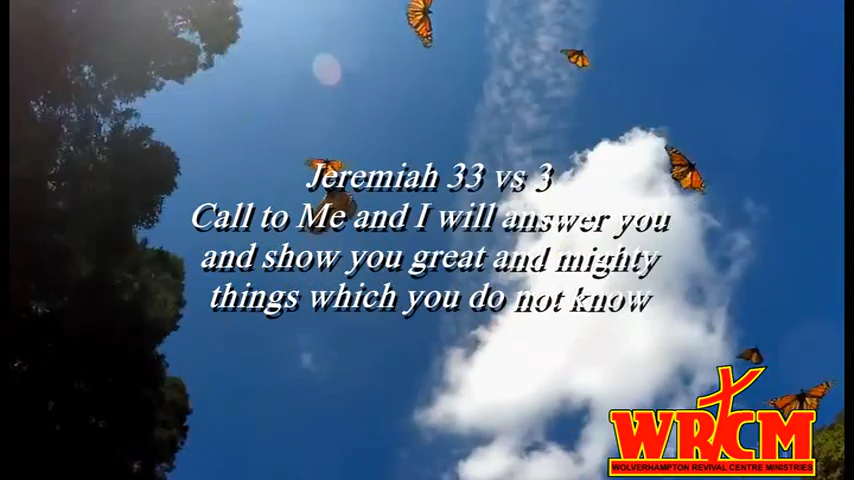 Jeremiah 33 vs 3
Call to Me and I will answer you
and show you great and mighty
things which you do not know
WRCM
WOLVERHAMPTON REVIVAL CENTRE MINISTRIES